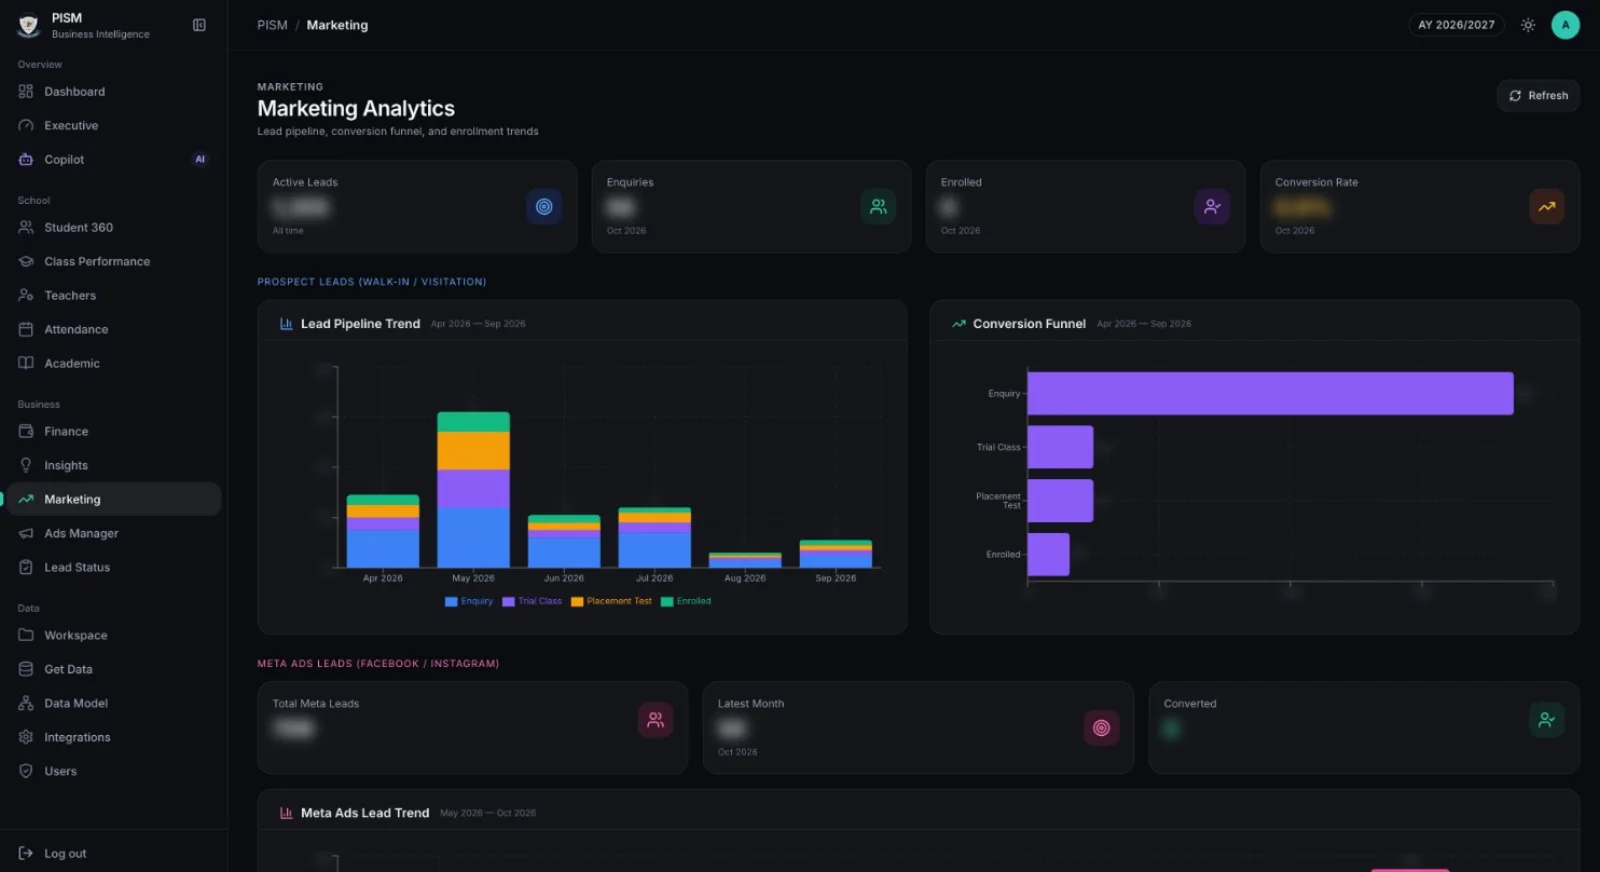 PISM
Business Intelligence
Overview
Dashboard
Executive
Copilot AI
School
Student 360
Class Performance
Teachers
Attendance
Academic
Business
Finance
Insights
Marketing
Ads Manager
Lead Status
Data
Workspace
Get Data
Data Model
Integrations
Users
Log out
PISM / Marketing
AY 2026/2027
A
MARKETING
Marketing Analytics
Lead pipeline, conversion funnel, and enrollment trends
Refresh
Active Leads
All time
Enquiries
Oct 2026
Enrolled
Oct 2026
Conversion Rate
Oct 2026
PROSPECT LEADS (WALK-IN / VISITATION)
Lead Pipeline Trend Apr 2026 — Sep 2026
Apr 2026 May 2026 Jun 2026 Jul 2026 Aug 2026 Sep 2026
Enquiry Trial Class Placement Test Enrolled
Conversion Funnel Apr 2026 — Sep 2026
Enquiry
Trial Class
Placement
Test
Enrolled
META ADS LEADS (FACEBOOK / INSTAGRAM)
Total Meta Leads
Latest Month
Oct 2026
Converted
Meta Ads Lead Trend May 2026 — Oct 2026